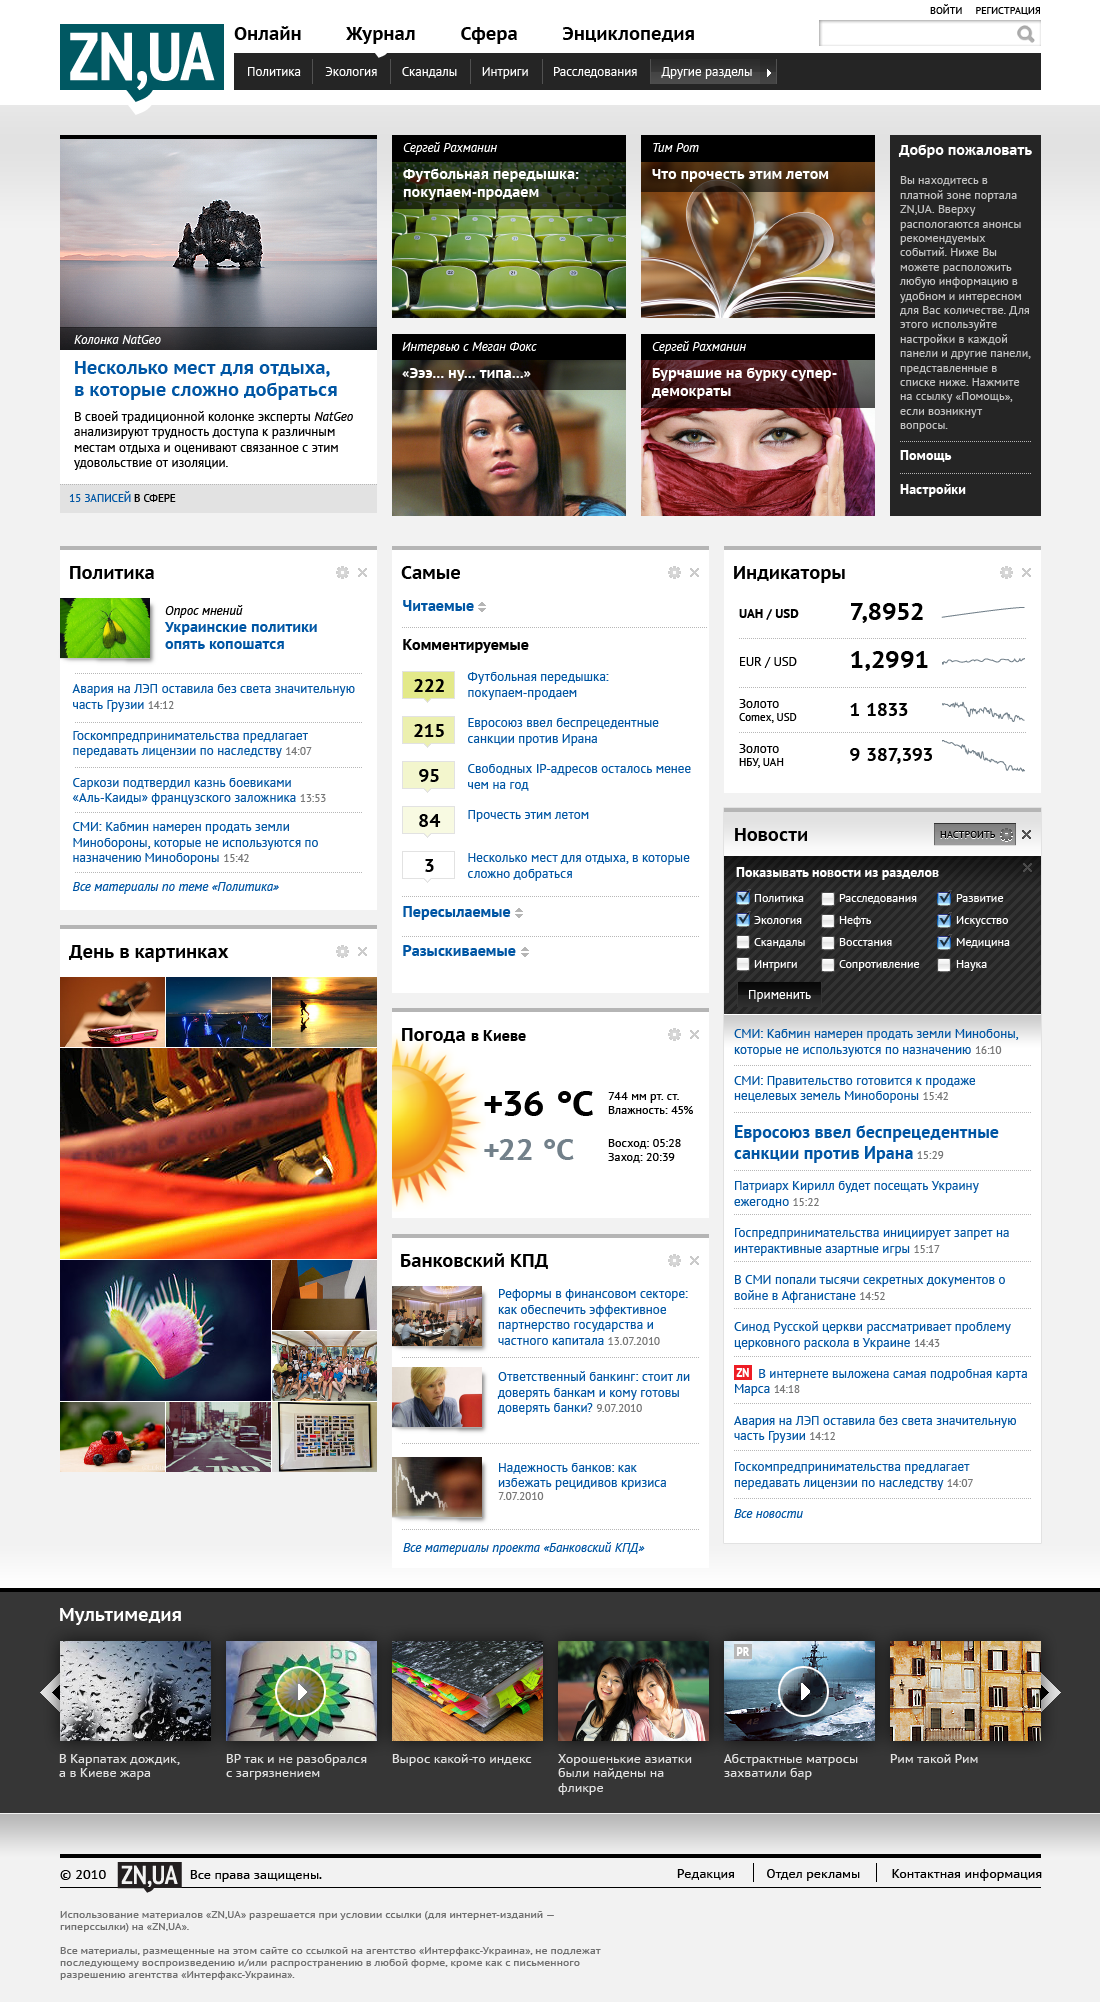 ВОЙТИ РЕГИСТРАЦИЯ
ZN,UA
Онлайн Журнал Сфера Энциклопедия
Политика Экология Скандалы Интриги Расследования Другие разделы
Колонка NatGeo
Несколько мест для отдыха,
в которые сложно добраться
В своей традиционной колонке эксперты NatGeo
анализируют трудность доступа к различным
местам отдыха и оценивают связанное с этим
удовольствие от изоляции.
15 ЗАПИСЕЙ В СФЕРЕ
Сергей Рахманин
Футбольная передышка:
покупаем-продаем
Тим Рот
Что прочесть этим летом
Интервью с Меган Фокс
«Эээ... ну... типа...»
Сергей Рахманин
Бурчашие на бурку супер-
демократы
Добро пожаловать
Вы находитесь в
платной зоне портала
ZN,UA. Вверху
распологаются анонсы
рекомендуемых
событий. Ниже Вы
можете расположить
любую информацию в
удобном и интересном
для Вас количестве. Для
этого используйте
настройки в каждой
панели и другие панели,
представленные в
списке ниже. Нажмите
на ссылку «Помощь»,
если возникнут
вопросы.
Помощь
Настройки
Политика
Опрос мнений
Украинские политики
опять копошатся
Авария на ЛЭП оставила без света значительную
часть Грузии 14:12
Госкомпредпринимательства предлагает
передавать лицензии по наследству 14:07
Саркози подтвердил казнь боевиками
«Аль-Каиды» французского заложника 13:53
СМИ: Кабмин намерен продать земли
Минобороны, которые не используются по
назначению Минобороны 15:42
Все материалы по теме «Политика»
День в картинках
Самые
Читаемые
Комментируемые
222 Футбольная передышка:
покупаем-продаем
215 Евросоюз ввел беспрецедентные
санкции против Ирана
95 Свободных IP-адресов осталось менее
чем на год
84 Прочесть этим летом
3 Несколько мест для отдыха, в которые
сложно добраться
Пересылаемые
Разыскиваемые
Погода в Киеве
+36 °C
+22 °C
744 мм рт. ст.
Влажность: 45%
Восход: 05:28
Заход: 20:39
Банковский КПД
Реформы в финансовом секторе:
как обеспечить эффективное
партнерство государства и
частного капитала 13.07.2010
Ответственный банкинг: стоит ли
доверять банкам и кому готовы
доверять банки? 9.07.2010
Надежность банков: как
избежать рецидивов кризиса
7.07.2010
Все материалы проекта «Банковский КПД»
Индикаторы
UAH / USD 7,8952
EUR / USD 1,2991
Золото
Comex, USD
1 1833
Золото
НБУ, UAH
9 387,393
Новости
НАСТРОИТЬ
Показывать новости из разделов
Политика Расследования Развитие
Экология Нефть Искусство
Скандалы Восстания Медицина
Интриги Сопротивление Наука
Применить
СМИ: Кабмин намерен продать земли Минобоны,
которые не используются по назначению 16:10
СМИ: Правительство готовится к продаже
нецелевых земель Минобороны 15:42
Евросоюз ввел беспрецедентные
санкции против Ирана 15:29
Патриарх Кирилл будет посещать Украину
ежегодно 15:22
Госпредпринимательства инициирует запрет на
интерактивные азартные игры 15:17
В СМИ попали тысячи секретных документов о
войне в Афганистане 14:52
Синод Русской церкви рассматривает проблему
церковного раскола в Украине 14:43
ZN В интернете выложена самая подробная карта
Марса 14:18
Авария на ЛЭП оставила без света значительную
часть Грузии 14:12
Госкомпредпринимательства предлагает
передавать лицензии по наследству 14:07
Все новости
Мультимедия
bp
PR
В Карпатах дождик,
а в Киеве жара
BP так и не разобрался
с загрязнением
Вырос какой-то индекс
Хорошенькие азиатки
были найдены на
фликре
Абстрактные матросы
захватили бар
Рим такой Рим
© 2010 ZN,UA Все права защищены.
Редакция Отдел рекламы Контактная информация
Использование материалов «ZN,UA» разрешается при условии ссылки (для интернет-изданий —
гиперссылки) на «ZN,UA».
Все материалы, размещенные на этом сайте со ссылкой на агентство «Интерфакс-Украина», не подлежат
последующему воспроизведению и/или распространению в любой форме, кроме как с письменного
разрешению агентства «Интерфакс-Украина».